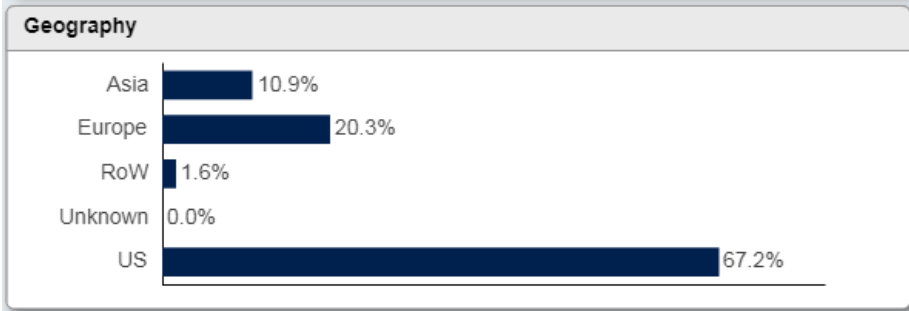 Geography
Asia 10.9%
Europe 20.3%
RoW 1.6%
Unknown 0.0%
US 67.2%